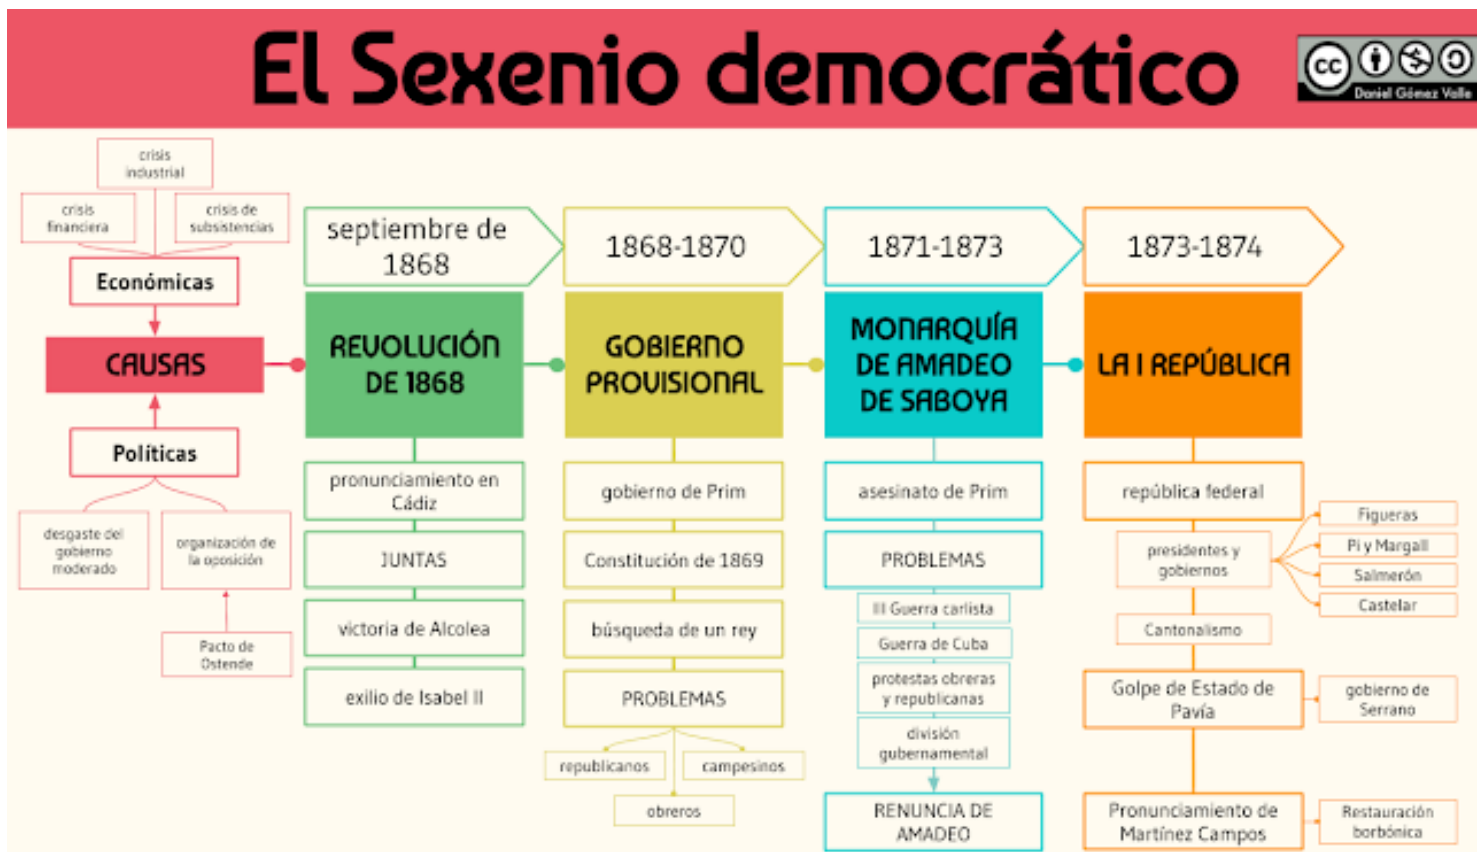 El Sexenio democrático
cc
Daniel Gómez Valle
crisis
industrial
crisis
financiera
crisis de
subsistencias
Económicas
CAUSAS
Políticas
desgaste del
gobierno
moderado
organización de
la oposición
Pacto de
Ostende
septiembre de
1868
REVOLUCIÓN
DE 1868
pronunciamiento en
Cádiz
JUNTAS
victoria de Alcolea
exilio de Isabel II
1868-1870
GOBIERNO
PROVISIONAL
gobierno de Prim
Constitución de 1869
búsqueda de un rey
PROBLEMAS
republicanos
campesinos
obreros
1871-1873
MONARQUÍA
DE AMADEO
DE SABOYA
asesinato de Prim
PROBLEMAS
III Guerra carlista
Guerra de Cuba
protestas obreras
y republicanas
división
gubernamental
RENUNCIA DE
AMADEO
1873-1874
LA I REPÚBLICA
república federal
presidentes y
gobiernos
Figueras
Pi y Margall
Salmerón
Castelar
Cantonalismo
Golpe de Estado de
Pavía
gobierno de
Serrano
Pronunciamiento de
Martínez Campos
Restauración
borbónica